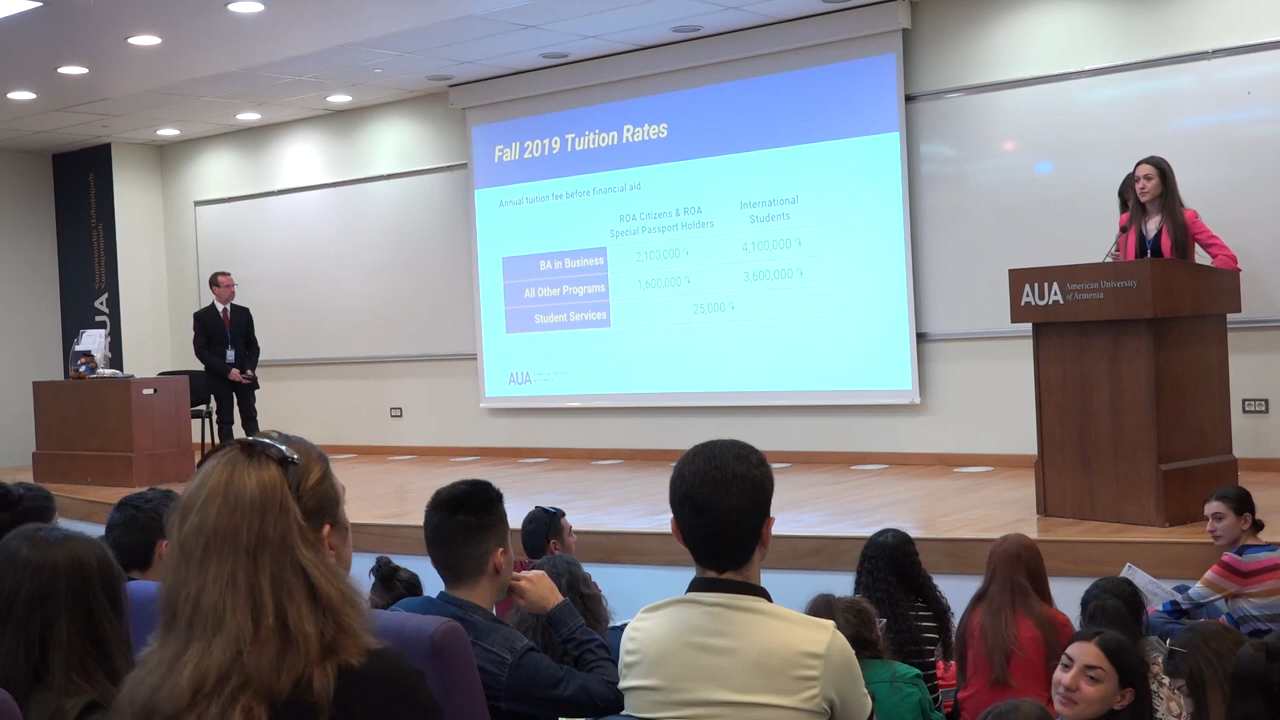 Fall 2019 Tuition Rates
Annual tuition fee before financial aid
ROA Citizens & ROA
Special Passport Holders
International
Students
BA in Business
2,100,000 ֏
4,100,000 ֏
All Other Programs
1,600,000 ֏
3,600,000 ֏
Student Services
25,000 ֏
AUA
AUA
American University
of Armenia
AUA